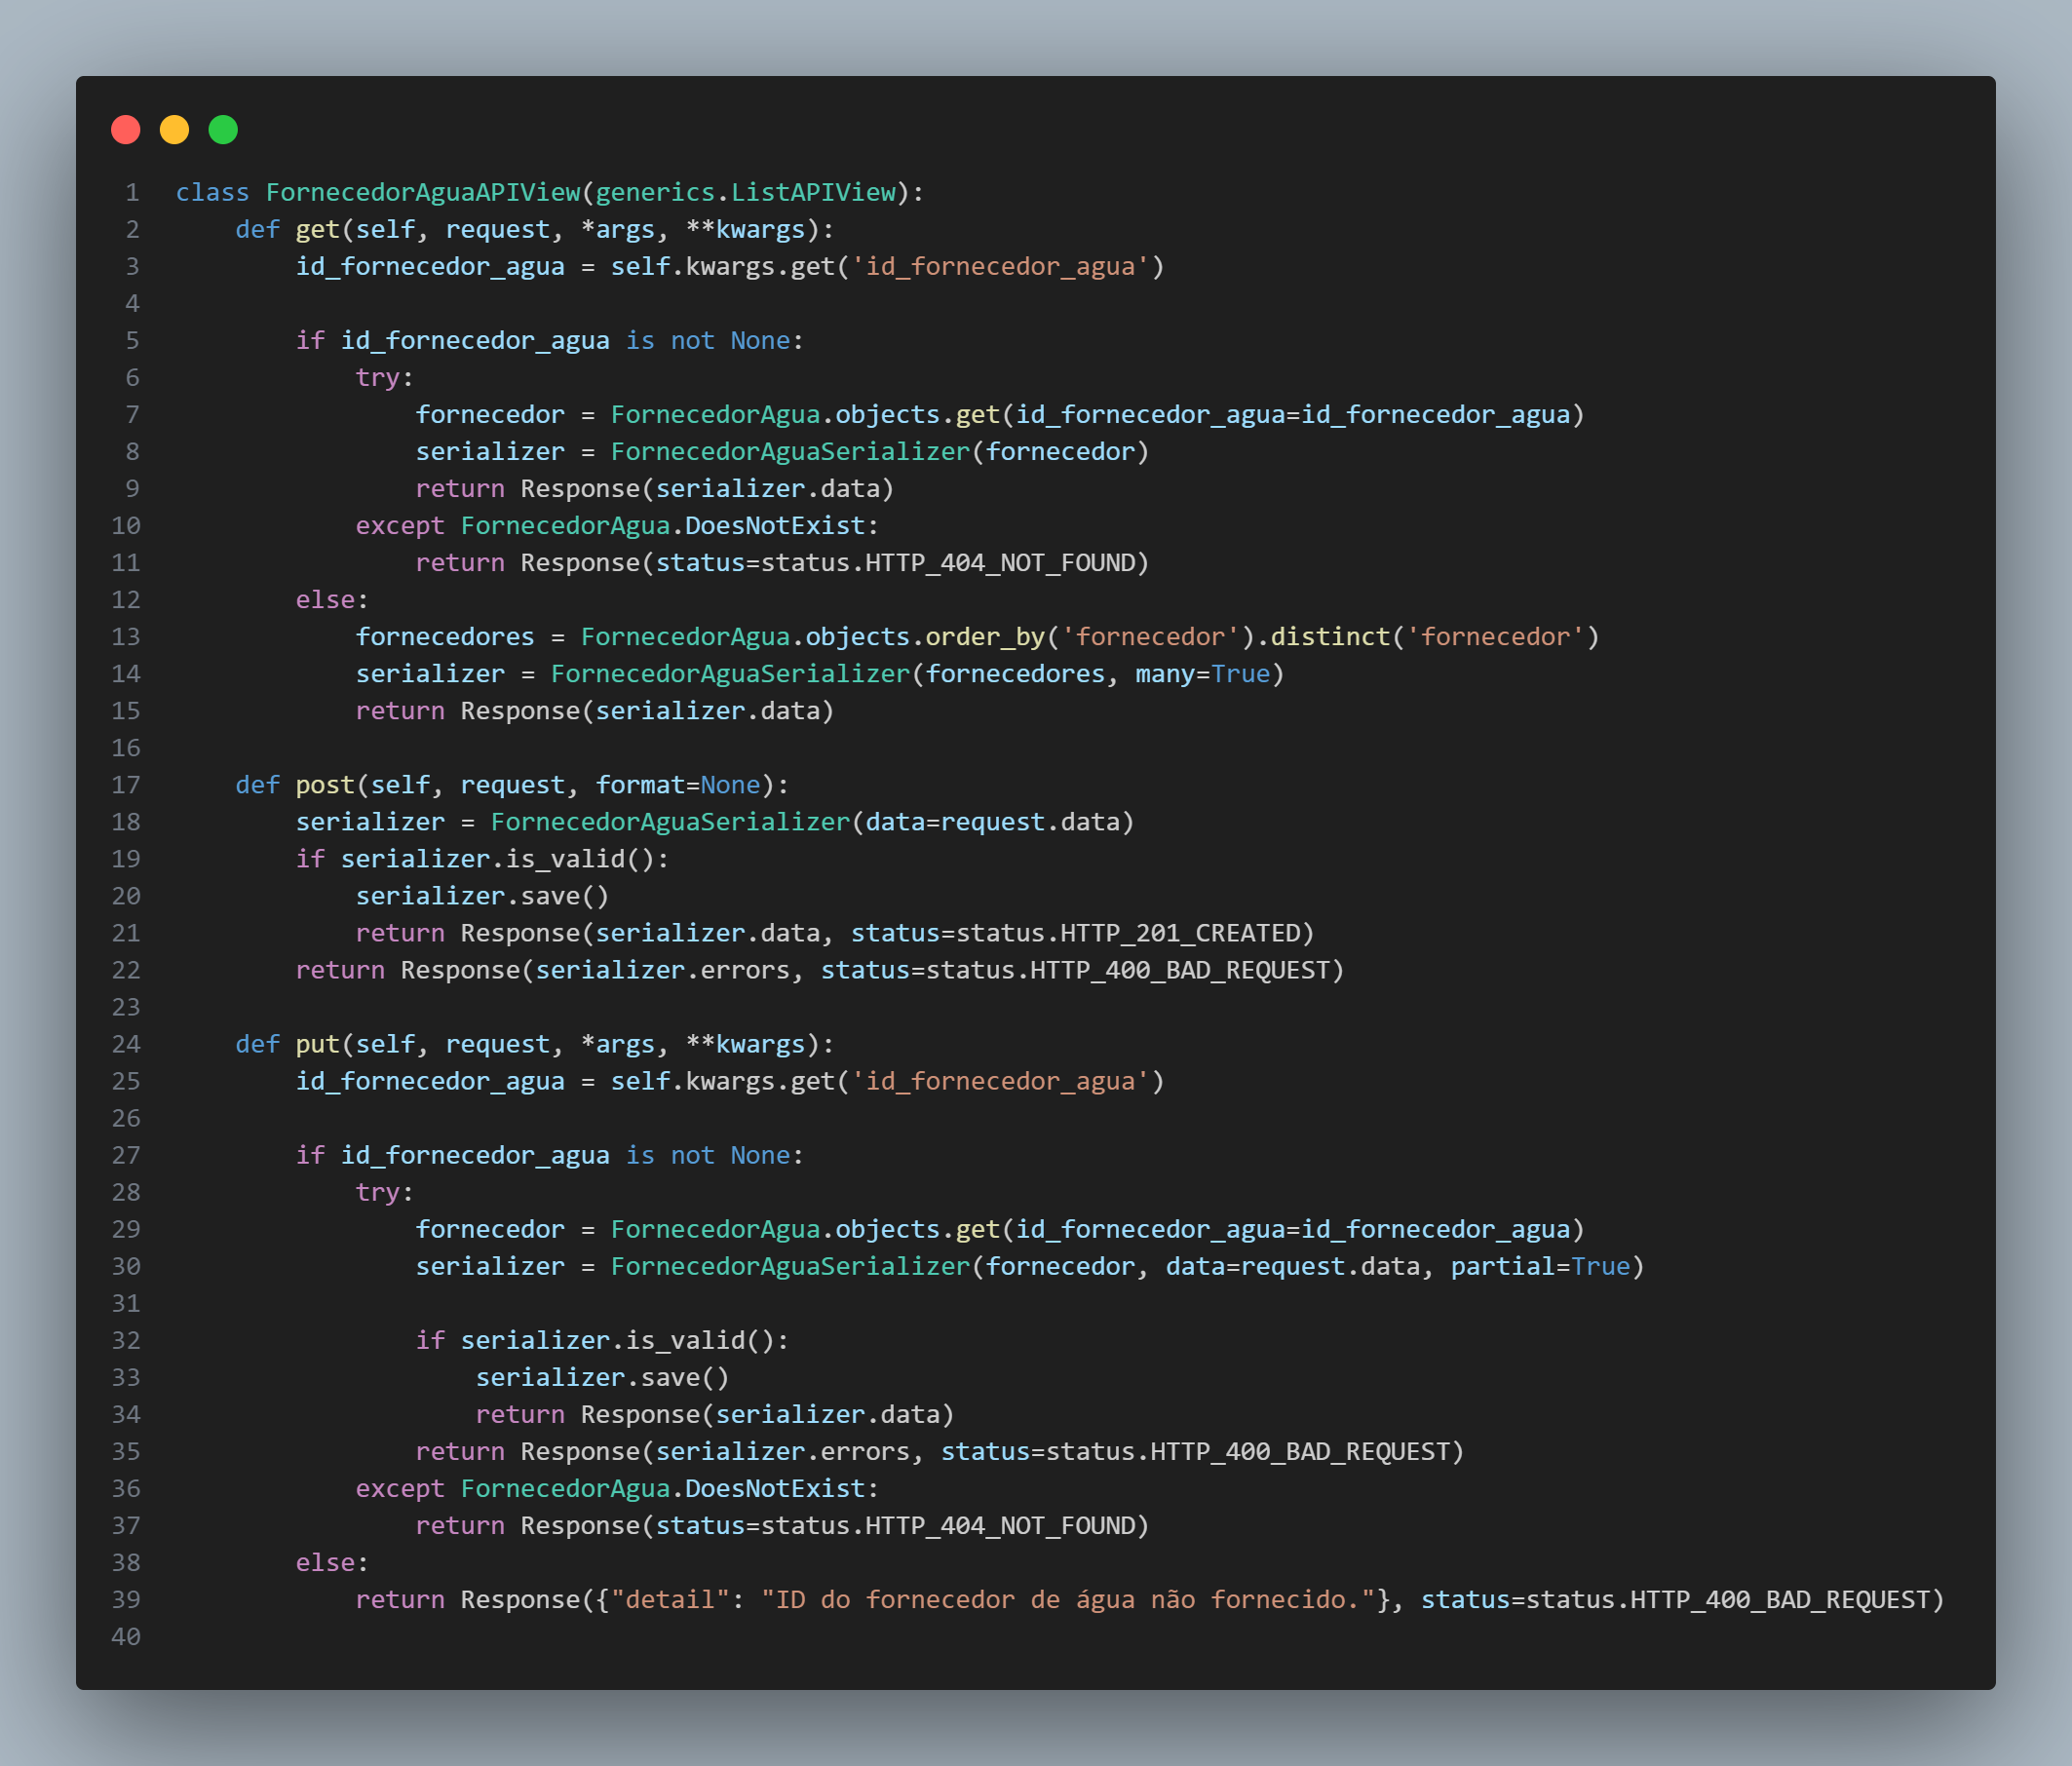 1 class FornecedorAguaAPIView(generics.ListAPIView):
2     def get(self, request, *args, **kwargs):
3         id_fornecedor_agua = self.kwargs.get('id_fornecedor_agua')
4
5         if id_fornecedor_agua is not None:
6             try:
7                 fornecedor = FornecedorAgua.objects.get(id_fornecedor_agua=id_fornecedor_agua)
8                 serializer = FornecedorAguaSerializer(fornecedor)
9                 return Response(serializer.data)
10             except FornecedorAgua.DoesNotExist:
11                 return Response(status=status.HTTP_404_NOT_FOUND)
12         else:
13             fornecedores = FornecedorAgua.objects.order_by('fornecedor').distinct('fornecedor')
14             serializer = FornecedorAguaSerializer(fornecedores, many=True)
15             return Response(serializer.data)
16
17     def post(self, request, format=None):
18         serializer = FornecedorAguaSerializer(data=request.data)
19         if serializer.is_valid():
20             serializer.save()
21             return Response(serializer.data, status=status.HTTP_201_CREATED)
22         return Response(serializer.errors, status=status.HTTP_400_BAD_REQUEST)
23
24     def put(self, request, *args, **kwargs):
25         id_fornecedor_agua = self.kwargs.get('id_fornecedor_agua')
26
27         if id_fornecedor_agua is not None:
28             try:
29                 fornecedor = FornecedorAgua.objects.get(id_fornecedor_agua=id_fornecedor_agua)
30                 serializer = FornecedorAguaSerializer(fornecedor, data=request.data, partial=True)
31
32                 if serializer.is_valid():
33                     serializer.save()
34                     return Response(serializer.data)
35                 return Response(serializer.errors, status=status.HTTP_400_BAD_REQUEST)
36             except FornecedorAgua.DoesNotExist:
37                 return Response(status=status.HTTP_404_NOT_FOUND)
38         else:
39             return Response({"detail": "ID do fornecedor de água não fornecido."}, status=status.HTTP_400_BAD_REQUEST)
40